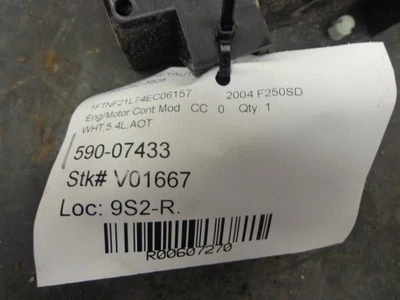 1FTNF21L74EC06157 2004 F250SD
Eng/Motor Cont Mod CC 0 Qty: 1
WHT,5.4L,AOT
590-07433
Stk# V01667
Loc: 9S2-R.
R00607270